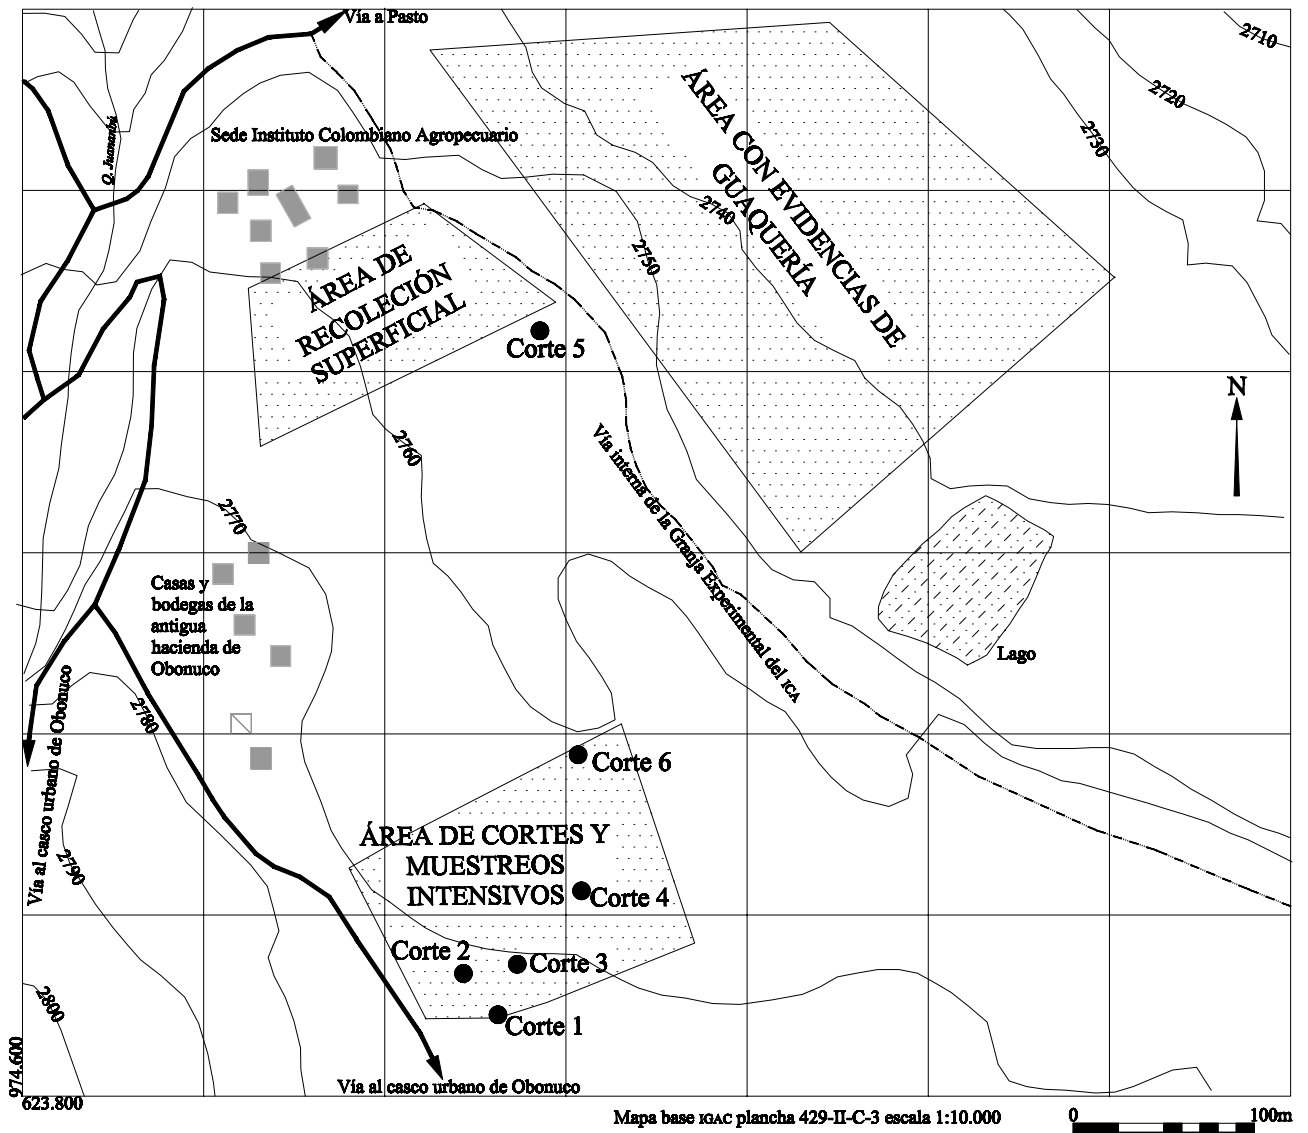 Vía a Pasto
2710
2720
2730
Q. Juanambú
Sede Instituto Colombiano Agropecuario
ÁREA CON EVIDENCIAS DE
GUAQUERÍA
2740
2750
ÁREA DE
RECOLECIÓN
SUPERFICIAL
Corte 5
N
2760
Vía interna de la Granja Experimental del ICA
2770
Casas y
bodegas de la
antigua
hacienda de
Obonuco
Lago
2780
Vía al casco urbano de Obonuco
Corte 6
ÁREA DE CORTES Y
MUESTREOS
INTENSIVOS
Corte 4
2790
Corte 2
Corte 3
Corte 1
2800
974.600
623.800
Vía al casco urbano de Obonuco
Mapa base IGAC plancha 429-II-C-3 escala 1:10.000
0 100m